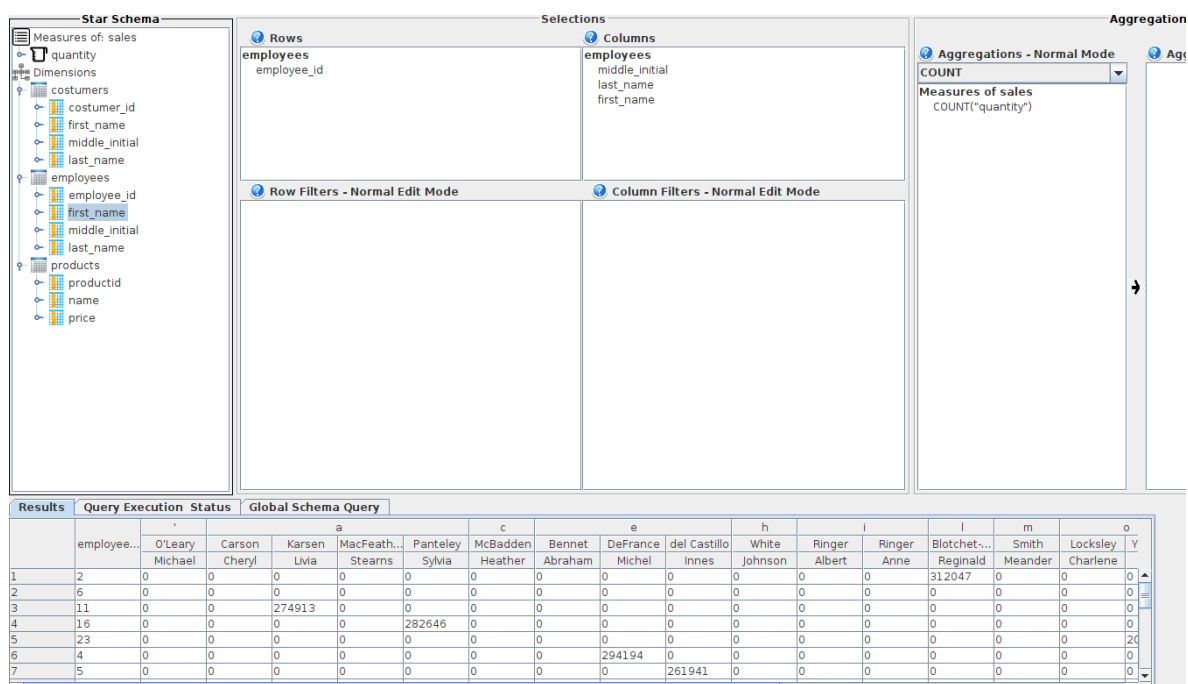 Star Schema
Measures of: sales
quantity
Dimensions
costumers
costumer_id
first_name
middle_initial
last_name
employees
employee_id
first_name
middle_initial
last_name
products
productid
name
price
Selections
Rows
employees
employee_id
Columns
employees
middle_initial
last_name
first_name
Row Filters - Normal Edit Mode
Column Filters - Normal Edit Mode
Aggregation
Aggregations - Normal Mode
Agg
COUNT
Measures of sales
COUNT("quantity")
Results Query Execution Status Global Schema Query
' a c e h i l m o
employee... O'Leary Carson Karsen MacFeath... Panteley McBadden Bennet DeFrance del Castillo White Ringer Ringer Blotchet-... Smith Locksley Y
Michael Cheryl Livia Stearns Sylvia Heather Abraham Michel Innes Johnson Albert Anne Reginald Meander Charlene
1 2 0 0 0 0 0 0 0 0 0 0 0 0 312047 0 0 0
2 6 0 0 0 0 0 0 0 0 0 0 0 0 0 0 0 0
3 11 0 0 274913 0 0 0 0 0 0 0 0 0 0 0 0 0
4 16 0 0 0 0 282646 0 0 0 0 0 0 0 0 0 0 0
5 23 0 0 0 0 0 0 0 0 0 0 0 0 0 0 0 20
6 4 0 0 0 0 0 0 0 294194 0 0 0 0 0 0 0 0
7 5 0 0 0 0 0 0 0 0 261941 0 0 0 0 0 0 0